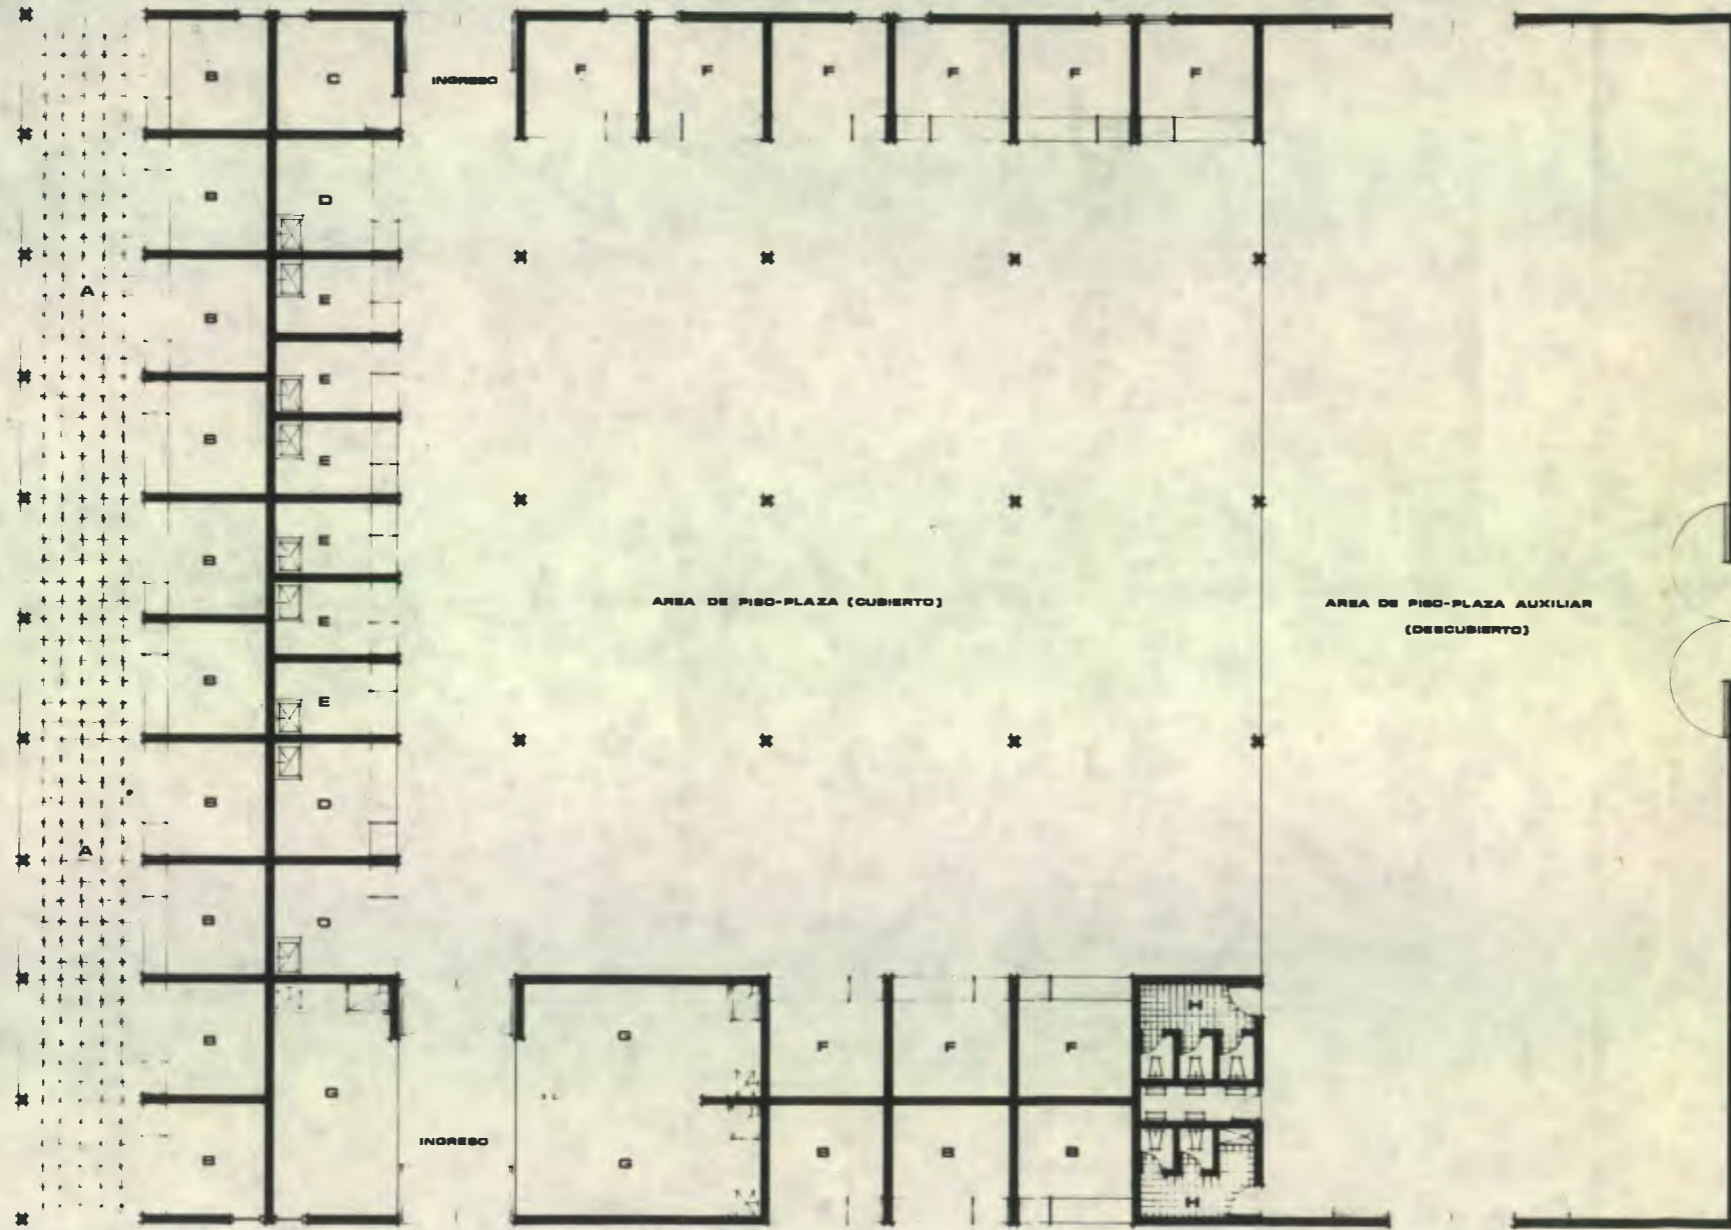 B C INGRESO F F F F F F
B D
A B E
E
B E
B E
AREA DE PISO-PLAZA (CUBIERTO) AREA DE PISO-PLAZA AUXILIAR
(DESCUBIERTO)
E
B E
B D
A
B D
B G G F F F H
G
INGRESO
B G B B B
H